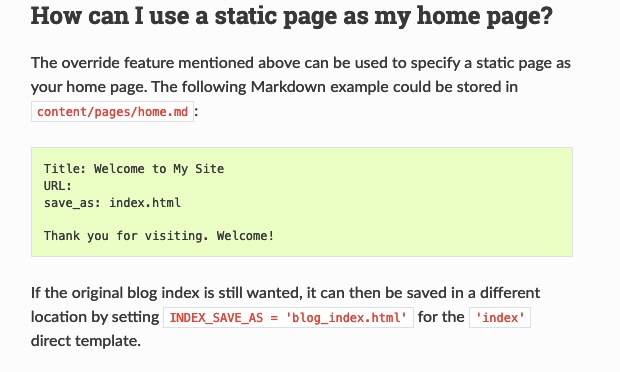 How can I use a static page as my home page?
The override feature mentioned above can be used to specify a static page as
your home page. The following Markdown example could be stored in
content/pages/home.md :
Title: Welcome to My Site
URL:
save_as: index.html
Thank you for visiting. Welcome!
If the original blog index is still wanted, it can then be saved in a different
location by setting INDEX_SAVE_AS = 'blog_index.html' for the 'index'
direct template.